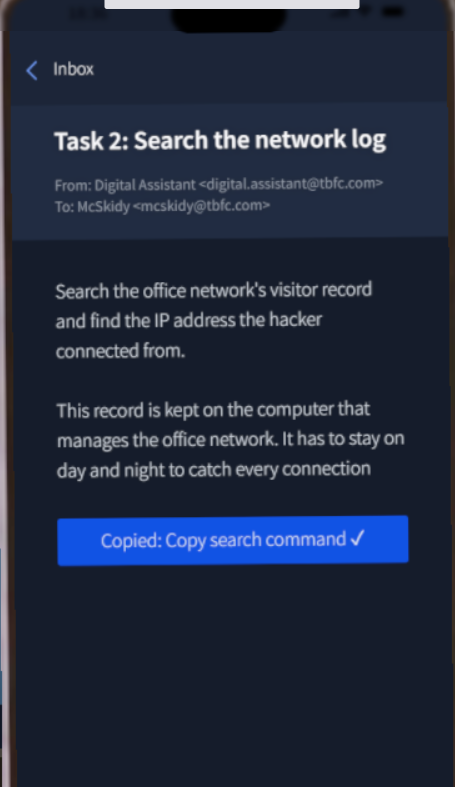 Inbox
Task 2: Search the network log
From: Digital Assistant <digital.assistant@tbfc.com>
To: McSkidy <mcskidy@tbfc.com>
Search the office network's visitor record
and find the IP address the hacker
connected from.
This record is kept on the computer that
manages the office network. It has to stay on
day and night to catch every connection
Copied: Copy search command ✓